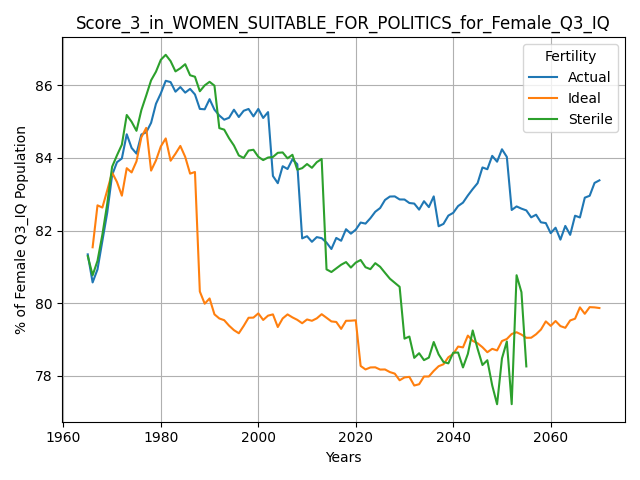 Score_3_in_WOMEN_SUITABLE_FOR_POLITICS_for_Female_Q3_IQ
Fertility
Actual
Ideal
Sterile
% of Female Q3_IQ Population
86
84
82
80
78
1960
1980
2000
2020
2040
2060
Years